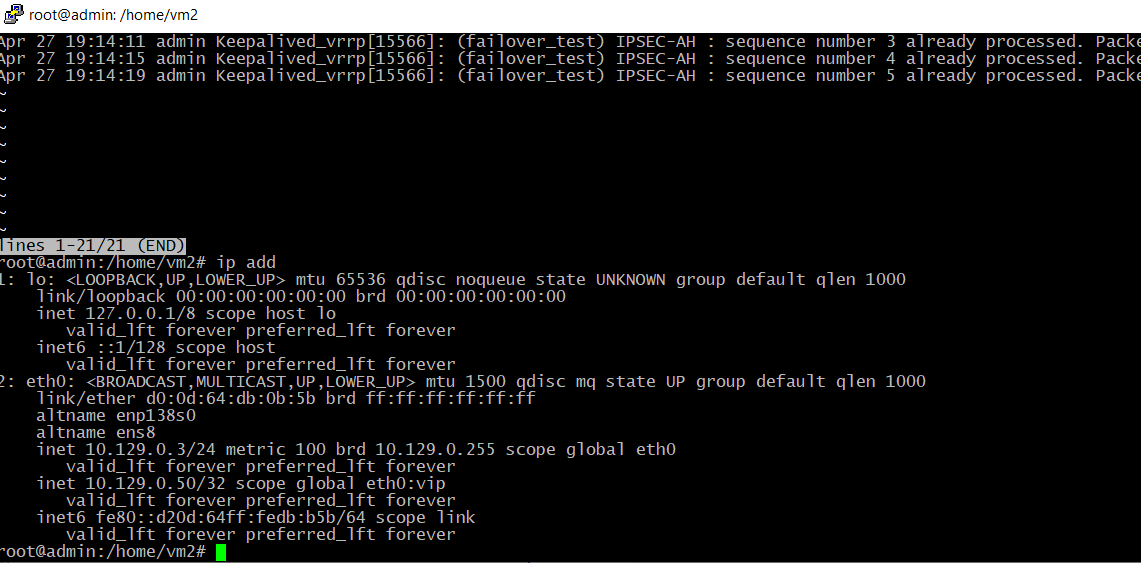 root@admin: /home/vm2
Apr 27 19:14:11 admin Keepalived_vrrp[15566]: (failover_test) IPSEC-AH : sequence number 3 already processed. Packe
Apr 27 19:14:15 admin Keepalived_vrrp[15566]: (failover_test) IPSEC-AH : sequence number 4 already processed. Packe
Apr 27 19:14:19 admin Keepalived_vrrp[15566]: (failover_test) IPSEC-AH : sequence number 5 already processed. Packe
~
~
~
~
~
~
~
~
~
lines 1-21/21 (END)
root@admin:/home/vm2# ip add
1: lo: <LOOPBACK,UP,LOWER_UP> mtu 65536 qdisc noqueue state UNKNOWN group default qlen 1000
    link/loopback 00:00:00:00:00:00 brd 00:00:00:00:00:00
    inet 127.0.0.1/8 scope host lo
       valid_lft forever preferred_lft forever
    inet6 ::1/128 scope host
       valid_lft forever preferred_lft forever
2: eth0: <BROADCAST,MULTICAST,UP,LOWER_UP> mtu 1500 qdisc mq state UP group default qlen 1000
    link/ether d0:0d:64:db:0b:5b brd ff:ff:ff:ff:ff:ff
    altname enp138s0
    altname ens8
    inet 10.129.0.3/24 metric 100 brd 10.129.0.255 scope global eth0
       valid_lft forever preferred_lft forever
    inet 10.129.0.50/32 scope global eth0:vip
       valid_lft forever preferred_lft forever
    inet6 fe80::d20d:64ff:fedb:b5b/64 scope link
       valid_lft forever preferred_lft forever
root@admin:/home/vm2#